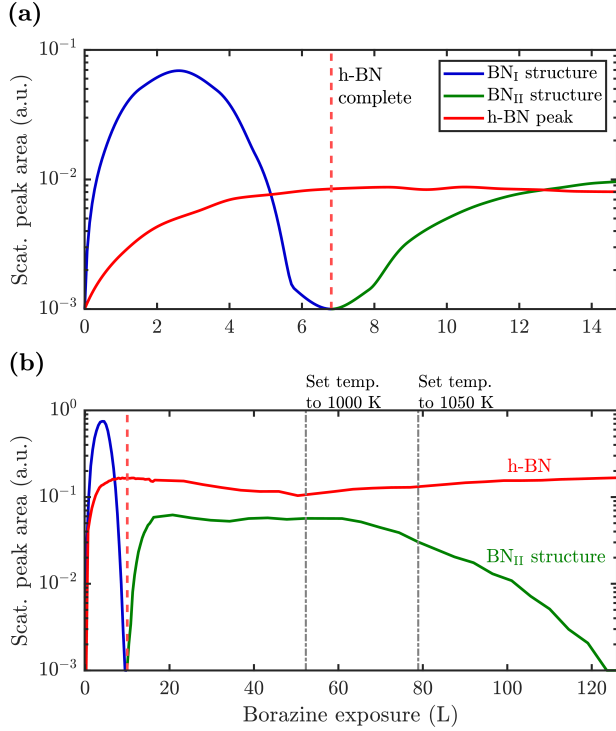 (a)
10⁻¹
10⁻²
10⁻³
Scat. peak area (a.u.)
h-BN
complete
BN_I structure
BN_II structure
h-BN peak
0 2 4 6 8 10 12 14
(b)
Set temp.
to 1000 K
Set temp.
to 1050 K
10⁰
10⁻¹
10⁻²
10⁻³
Scat. peak area (a.u.)
h-BN
BN_II structure
0 20 40 60 80 100 120
Borazine exposure (L)